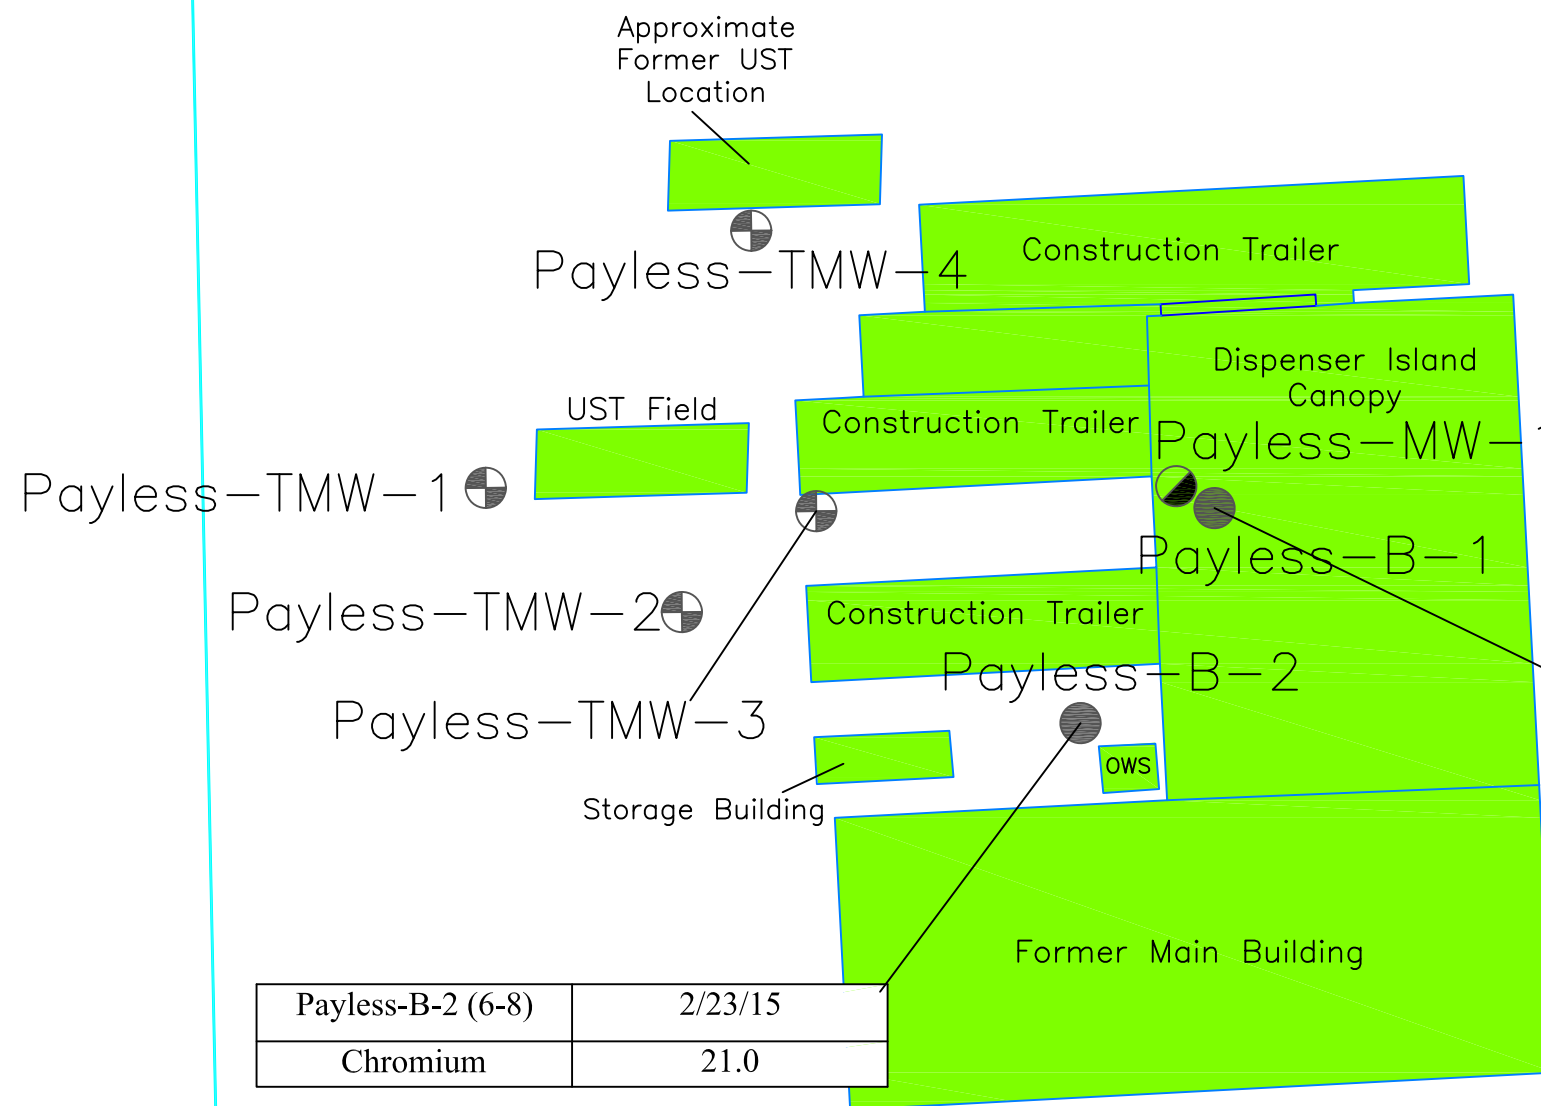 Approximate
Former UST
Location
Payless-TMW-4
Construction Trailer
Dispenser Island
Canopy
UST Field
Construction Trailer
Payless-MW-
Payless-TMW-1
Payless-B-1
Payless-TMW-2
Construction Trailer
Payless-B-2
Payless-TMW-3
OWS
Storage Building
Former Main Building
Payless-B-2 (6-8) 2/23/15
Chromium 21.0